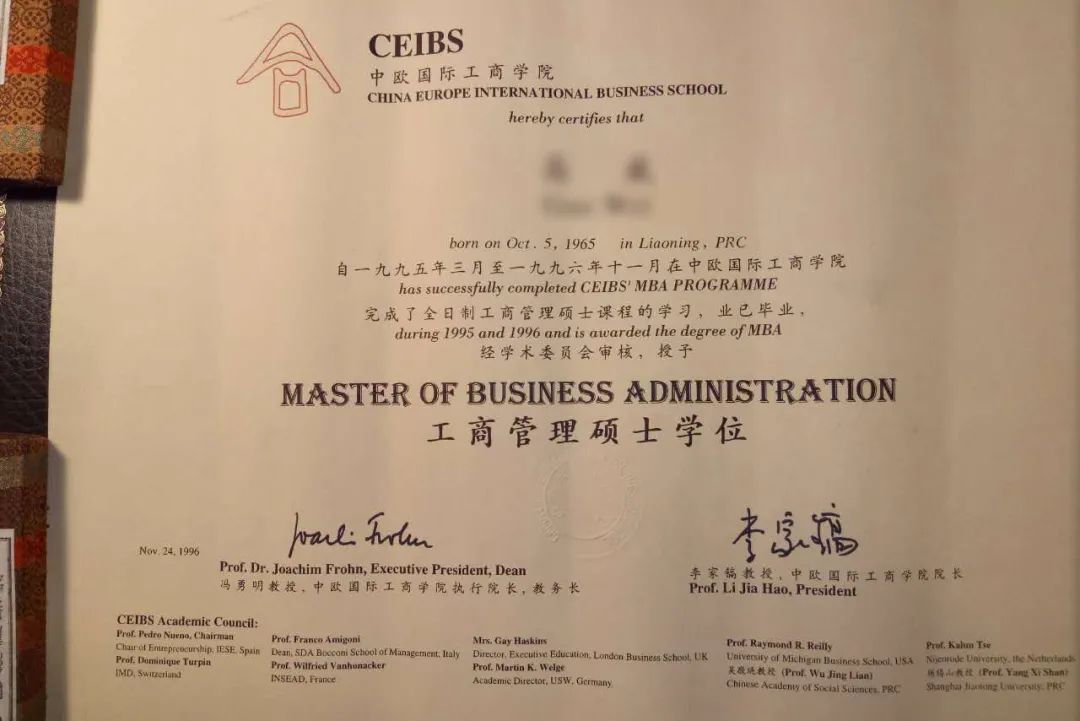 CEIBS
中欧国际工商学院
CHINA EUROPE INTERNATIONAL BUSINESS SCHOOL
hereby certifies that
born on Oct. 5, 1965 in Liaoning, PRC
自一九九五年三月至一九九六年十一月在中欧国际工商学院
has successfully completed CEIBS' MBA PROGRAMME
完成了全日制工商管理硕士课程的学习，业已毕业，
during 1995 and 1996 and is awarded the degree of MBA
经学术委员会审核，授予
MASTER OF BUSINESS ADMINISTRATION
工商管理硕士学位
Joachi Frohn
李家镐
Nov. 24, 1996
Prof. Dr. Joachim Frohn, Executive President, Dean
冯勇明教授，中欧国际工商学院执行院长，教务长
李家镐教授，中欧国际工商学院院长
Prof. Li Jia Hao, President
CEIBS Academic Council:
Prof. Pedro Nueno, Chairman
Chair of Entrepreneurship, IESE, Spain
Prof. Dominique Turpin
IMD, Switzerland
Prof. Franco Amigoni
Dean, SDA Bocconi School of Management, Italy
Prof. Wilfried Vanhonacker
INSEAD, France
Mrs. Gay Haskins
Director, Executive Education, London Business School, UK
Prof. Martin K. Welge
Academic Director, USW, Germany
Prof. Raymond R. Reilly
University of Michigan Business School, USA
吴敬琏教授 (Prof. Wu Jing Lian)
Chinese Academy of Social Sciences, PRC
Prof. Kalun Tse
Nijenrode University, the Netherlands
杨锡山教授 (Prof. Yang Xi Shan)
Shanghai Jiaotong University, PRC